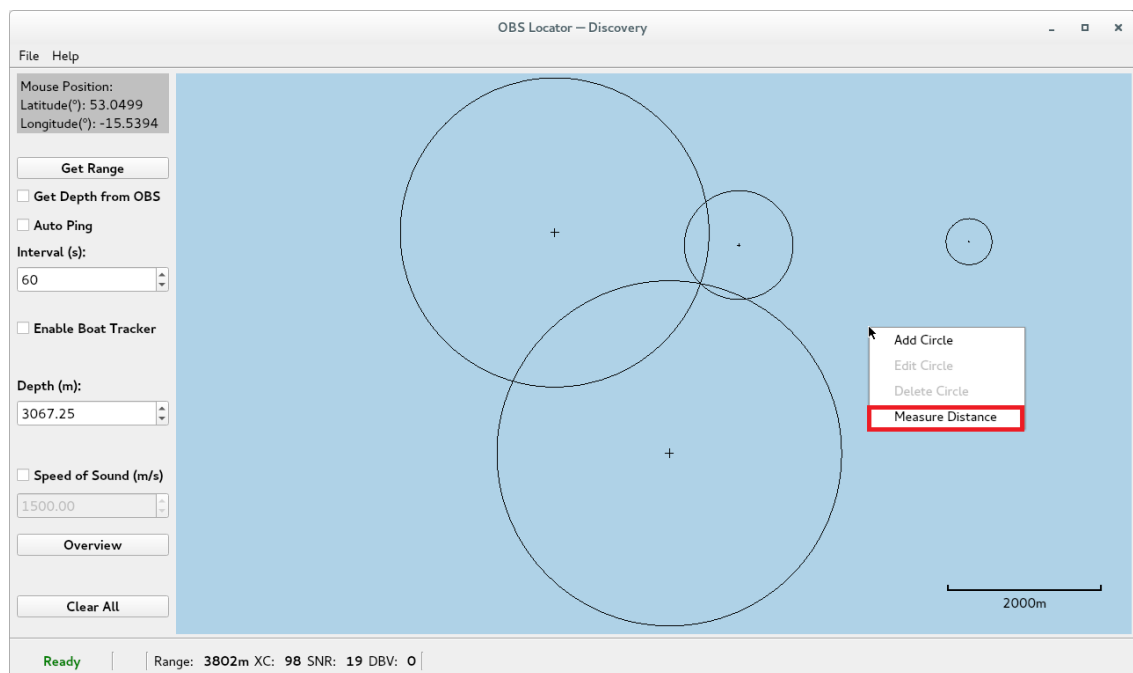 OBS Locator — Discovery
File Help
Mouse Position:
Latitude(°): 53.0499
Longitude(°): -15.5394
Get Range
Get Depth from OBS
Auto Ping
Interval (s):
60
Enable Boat Tracker
Depth (m):
3067.25
Speed of Sound (m/s)
1500.00
Overview
Clear All
Add Circle
Edit Circle
Delete Circle
Measure Distance
2000m
Ready Range: 3802m XC: 98 SNR: 19 DBV: 0